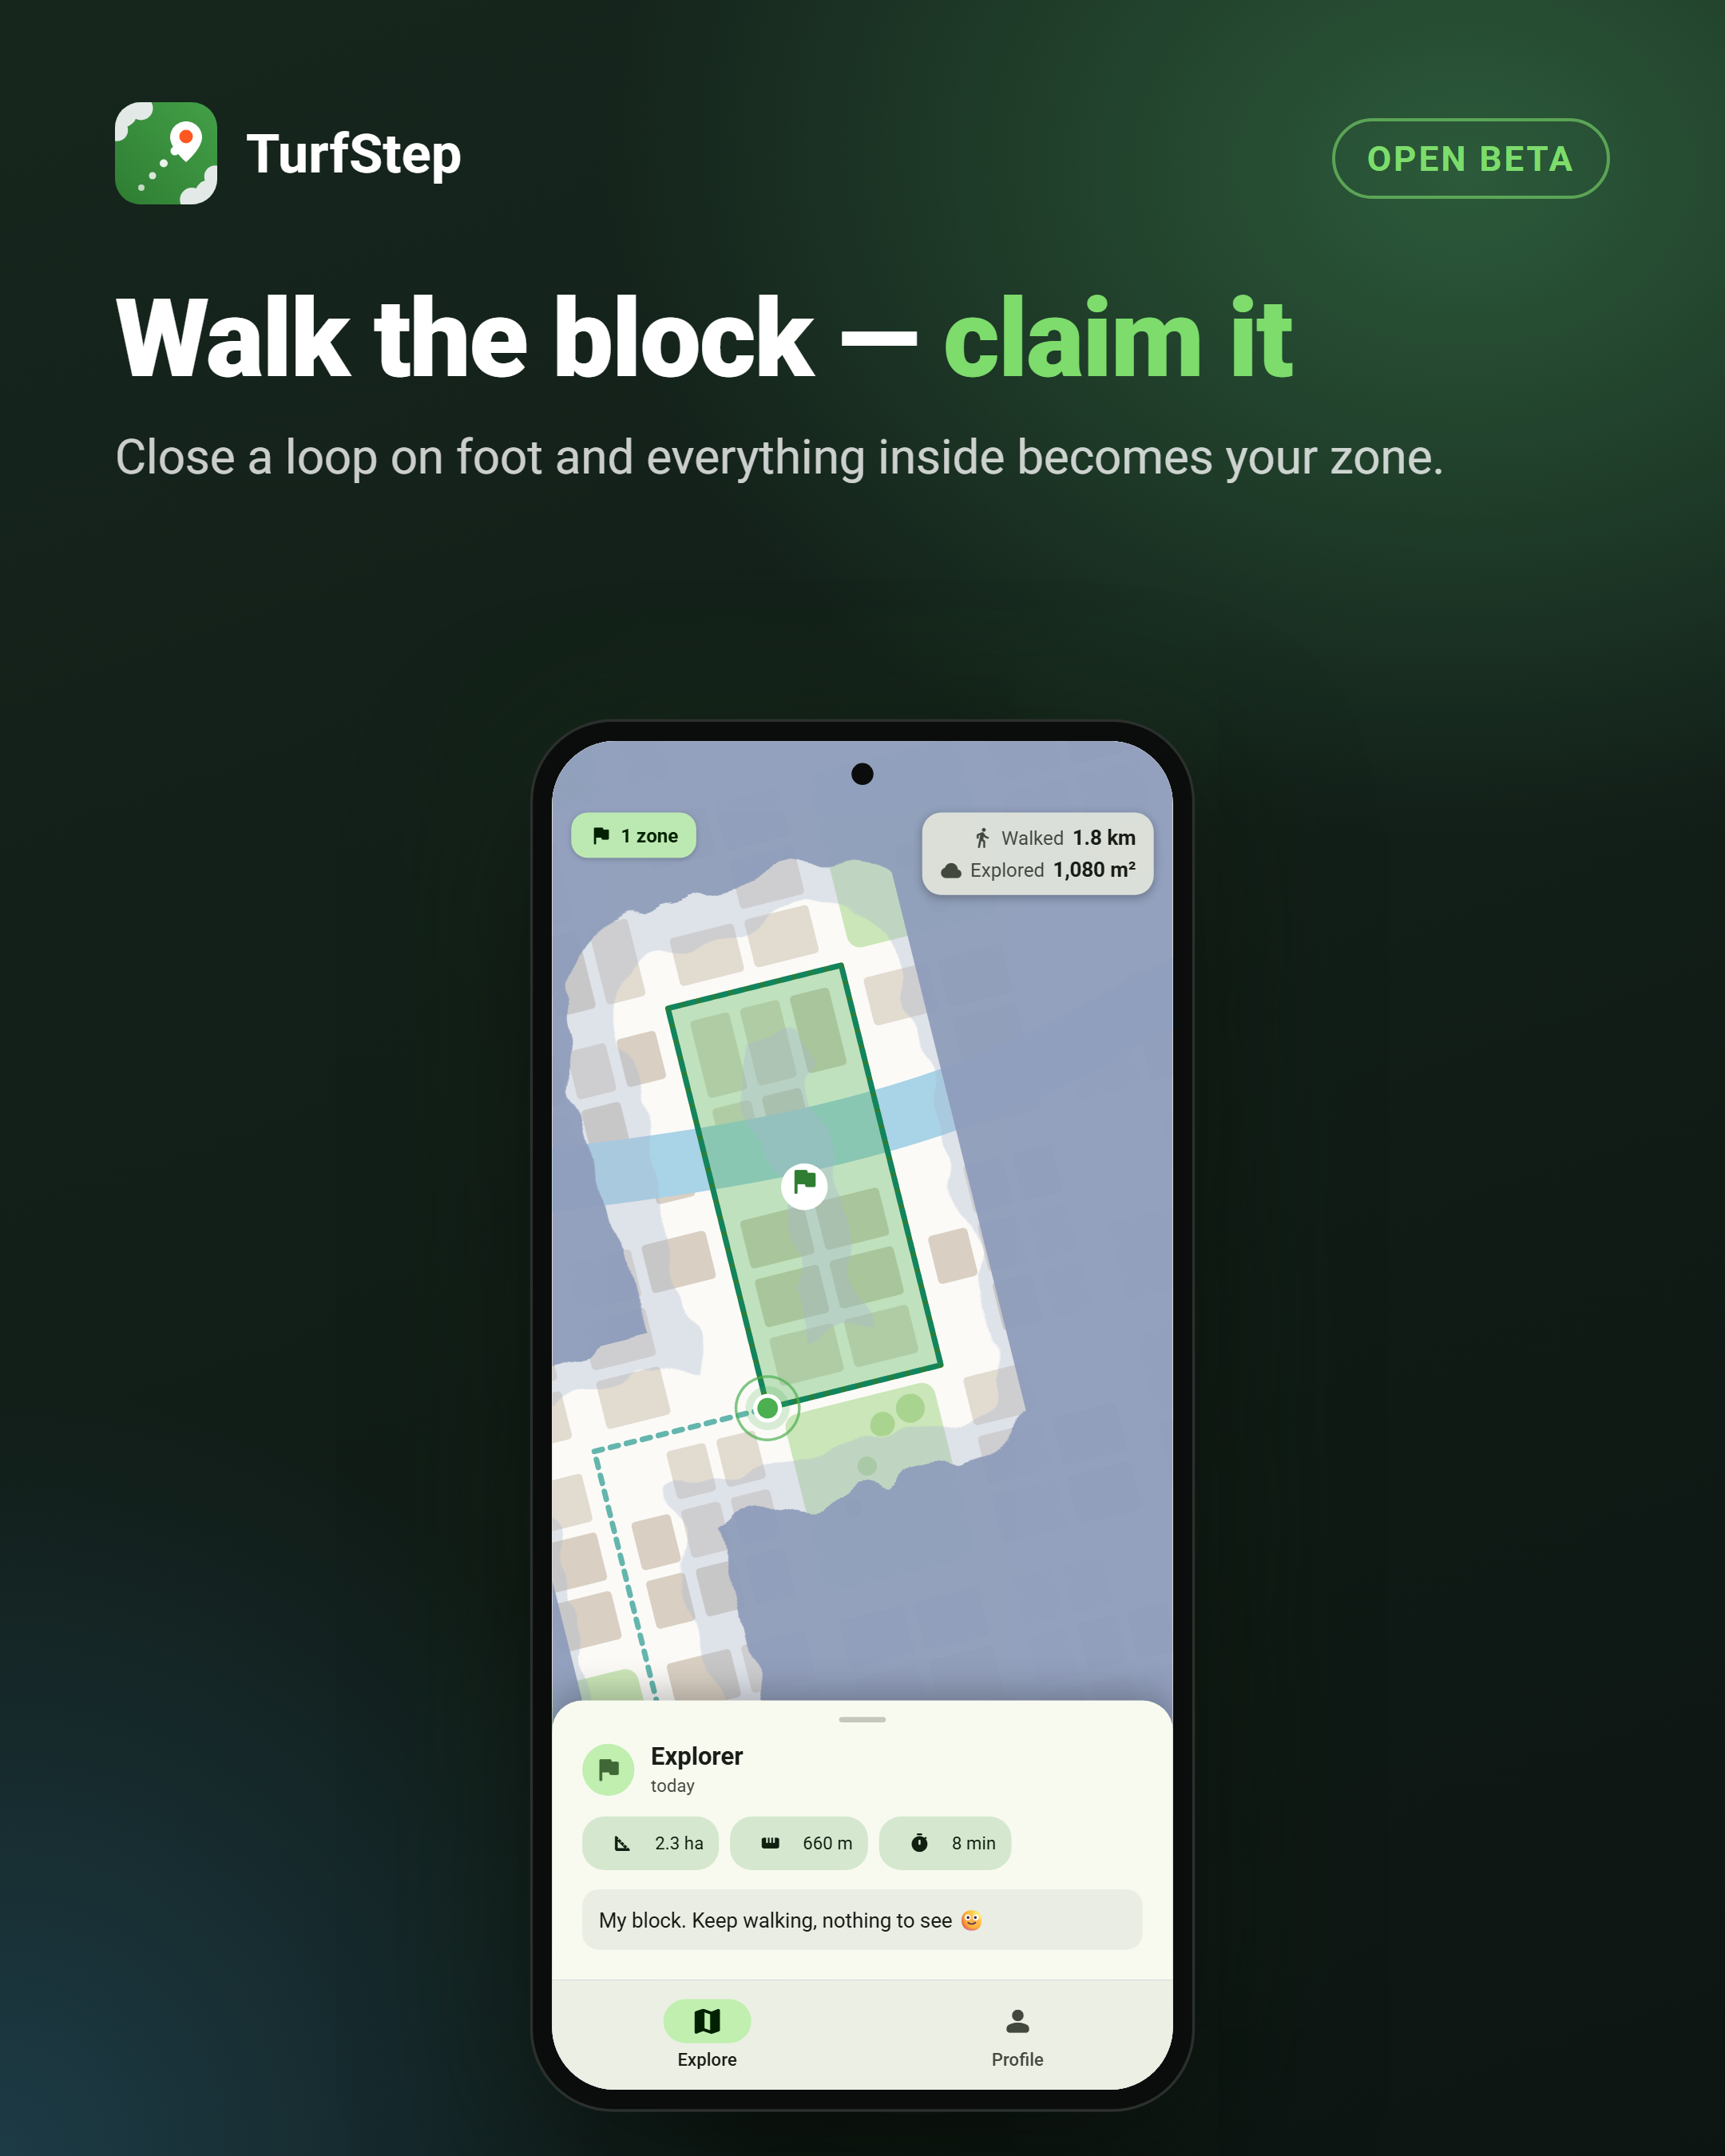 TurfStep
OPEN BETA
Walk the block — claim it
Close a loop on foot and everything inside becomes your zone.
1 zone
Walked 1.8 km
Explored 1,080 m²
Explorer
today
2.3 ha
660 m
8 min
My block. Keep walking, nothing to see
Explore
Profile